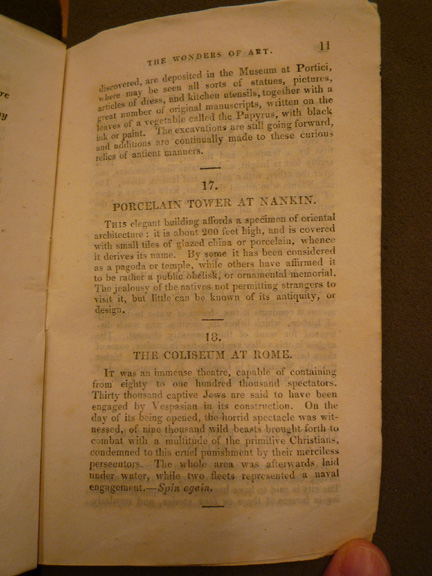 THE WONDERS OF ART. 11
discovered, are deposited in the Museum at Portici,
where may be seen all sorts of statues, pictures,
articles of dress, and kitchen utensils, together with a
great number of original manuscripts, written on the
leaves of a vegetable called the Papyrus, with black
ink or paint. The excavations are still going forward,
and additions are continually made to these curious
relics of antient manners.
17.
PORCELAIN TOWER AT NANKIN.
THIS elegant building affords a specimen of oriental
architecture: it is about 200 feet high, and is covered
with small tiles of glazed china or porcelain, whence
it derives its name. By some it has been considered
as a pagoda or temple, while others have affirmed it
to be rather a public obelisk, or ornamental memorial.
The jealousy of the natives not permitting strangers to
visit it, but little can be known of its antiquity, or
design.
18.
THE COLISEUM AT ROME.
IT was an immense theatre, capable of containing
from eighty to one hundred thousand spectators.
Thirty thousand captive Jews are said to have been
engaged by Vespasian in its construction. On the
day of its being opened, the horrid spectacle was wit-
nessed, of nine thousand wild beasts brought forth to
combat with a multitude of the primitive Christians,
condemned to this cruel punishment by their merciless
persecutors. The whole area was afterwards laid
under water, while two fleets represented a naval
engagement.—Spin again.